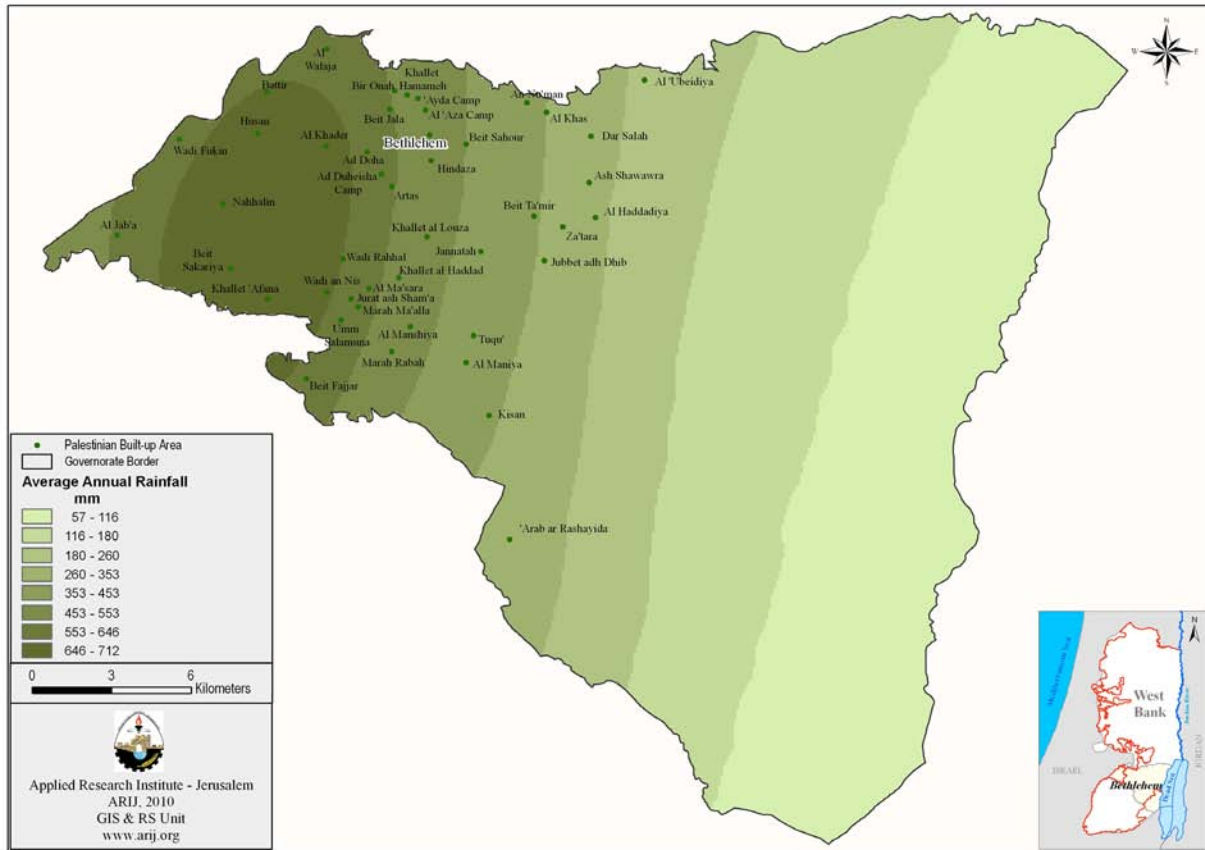 N
W
E
S
Al
Walaja
Battir
Khallet
Hamameh
Bir Onah
'Ayda Camp
Al 'Aza Camp
An Nu'man
Al 'Ubeidiya
Al Khas
Husan
Beit Jala
Wadi Fukin
Al Khader
Bethlehem
Beit Sahour
Dar Salah
Ad Doha
Hindaza
Ad Duheisha
Camp
Artas
Ash Shawawra
Nahhalin
Beit Ta'mir
Al Haddadiya
Al Jab'a
Khallet al Louza
Za'tara
Jannatah
Beit
Sakariya
Wadi Rahhal
Jubbet adh Dhib
Khallet al Haddad
Khallet 'Afana
Wadi an Nis
Al Ma'sara
Jurat ash Sham'a
Marah Ma'alla
Umm
Salamuna
Al Manshiya
Tuqu'
Marah Rabah
Al Maniya
Beit Fajjar
Kisan
'Arab ar Rashayida
Palestinian Built-up Area
Governorate Border
Average Annual Rainfall
mm
57 - 116
116 - 180
180 - 260
260 - 353
353 - 453
453 - 553
553 - 646
646 - 712
0 3 6
Kilometers
Applied Research Institute - Jerusalem
ARIJ, 2010
GIS & RS Unit
www.arij.org
N
Mediterranean Sea
West
Bank
Jordan River
JORDAN
ISRAEL
Bethlehem
Dead Sea